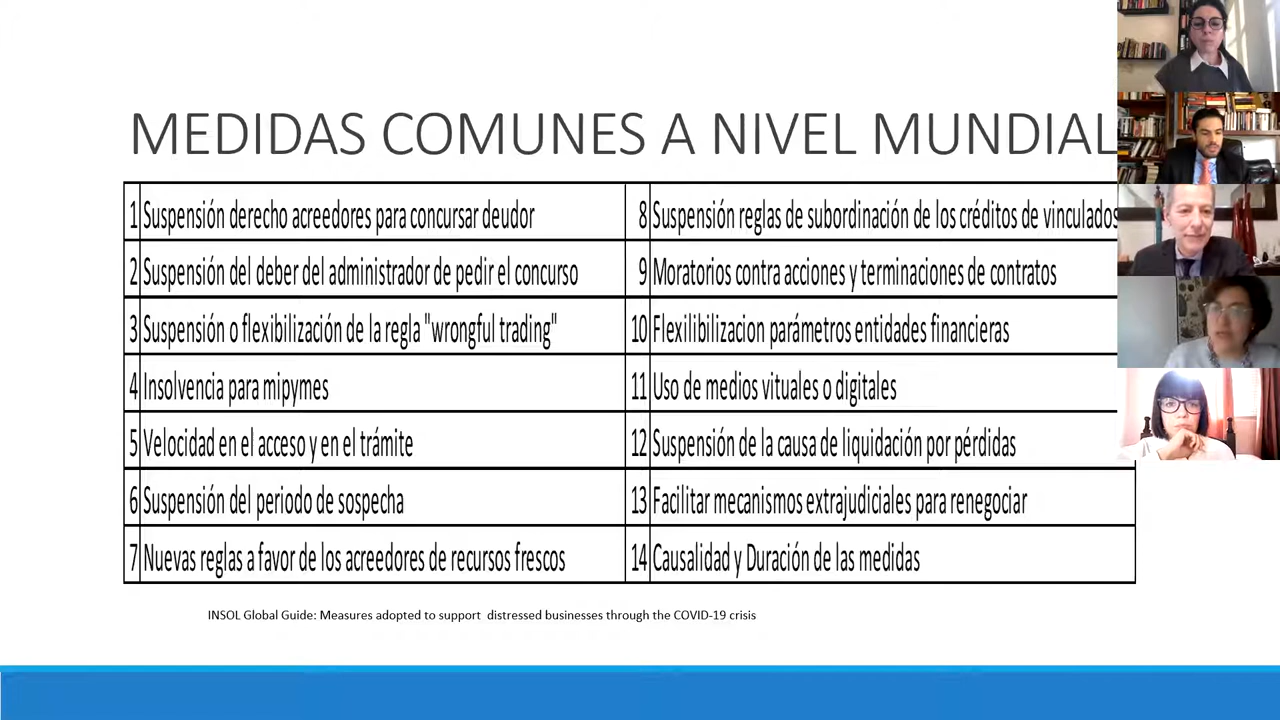 MEDIDAS COMUNES A NIVEL MUNDIAL
1 Suspensión derecho acreedores para concursar deudor
2 Suspensión del deber del administrador de pedir el concurso
3 Suspensión o flexibilización de la regla "wrongful trading"
4 Insolvencia para mipymes
5 Velocidad en el acceso y en el trámite
6 Suspensión del periodo de sospecha
7 Nuevas reglas a favor de los acreedores de recursos frescos
8 Suspensión reglas de subordinación de los créditos de vinculados
9 Moratorios contra acciones y terminaciones de contratos
10 Flexilibilizacion parámetros entidades financieras
11 Uso de medios vituales o digitales
12 Suspensión de la causa de liquidación por pérdidas
13 Facilitar mecanismos extrajudiciales para renegociar
14 Causalidad y Duración de las medidas
INSOL Global Guide: Measures adopted to support distressed businesses through the COVID-19 crisis